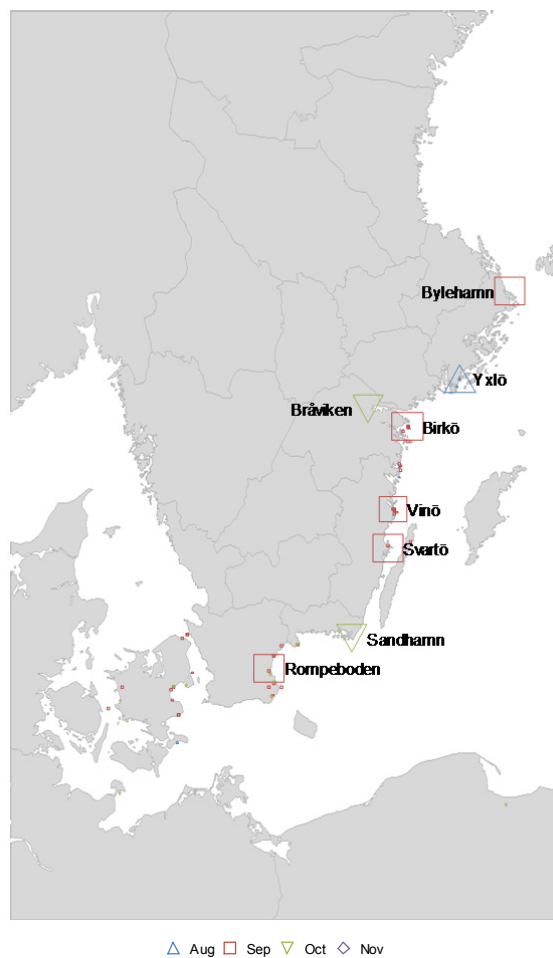 Bylehamn
Yxlö
Bråviken
Birkö
Vinö
Svartö
Sandhamn
Rompeboden
Aug Sep Oct Nov